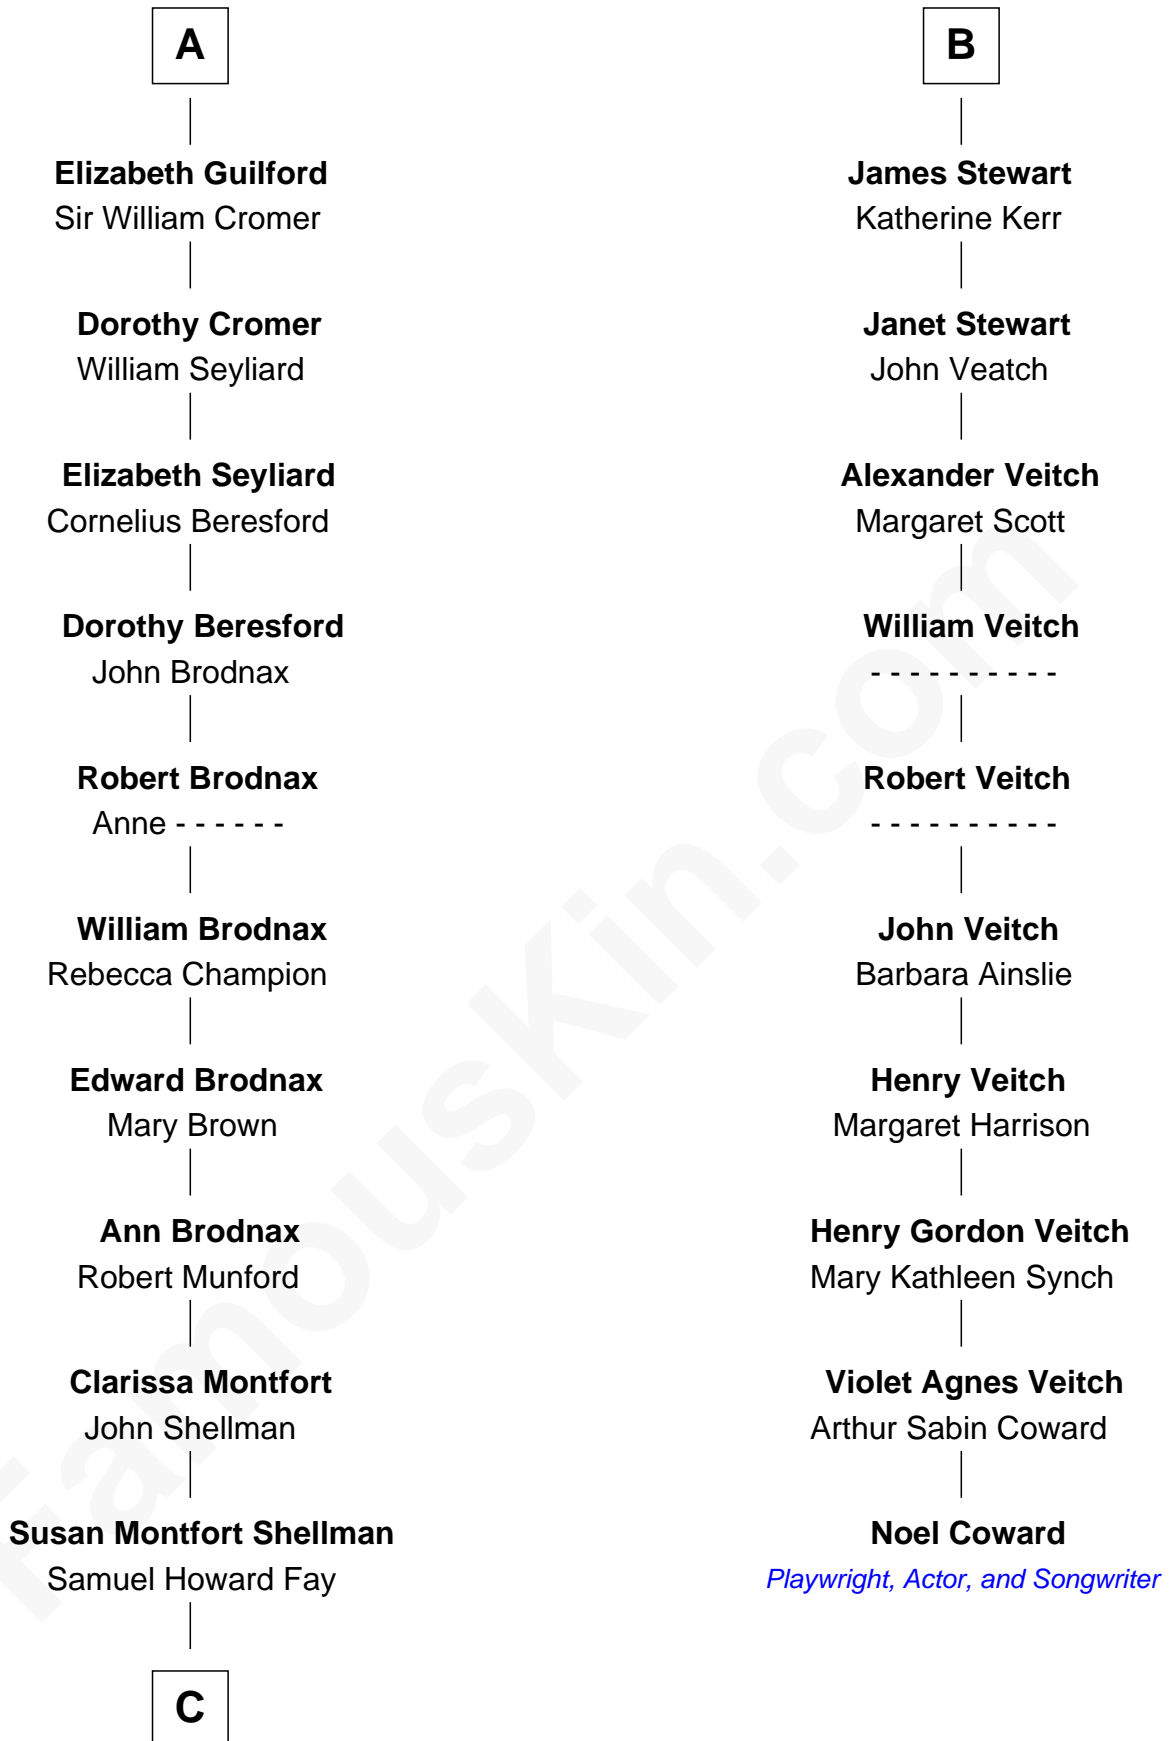 A
Elizabeth Guilford
Sir William Cromer
Dorothy Cromer
William Seyliard
Elizabeth Seyliard
Cornelius Beresford
Dorothy Beresford
John Brodnax
Robert Brodnax
Anne - - - - - -
William Brodnax
Rebecca Champion
Edward Brodnax
Mary Brown
Ann Brodnax
Robert Munford
Clarissa Montfort
John Shellman
Susan Montfort Shellman
Samuel Howard Fay
C
B
James Stewart
Katherine Kerr
Janet Stewart
John Veatch
Alexander Veitch
Margaret Scott
William Veitch
- - - - - - - - - -
Robert Veitch
- - - - - - - - - -
John Veitch
Barbara Ainslie
Henry Veitch
Margaret Harrison
Henry Gordon Veitch
Mary Kathleen Synch
Violet Agnes Veitch
Arthur Sabin Coward
Noel Coward
Playwright, Actor, and Songwriter
FamousKin.com